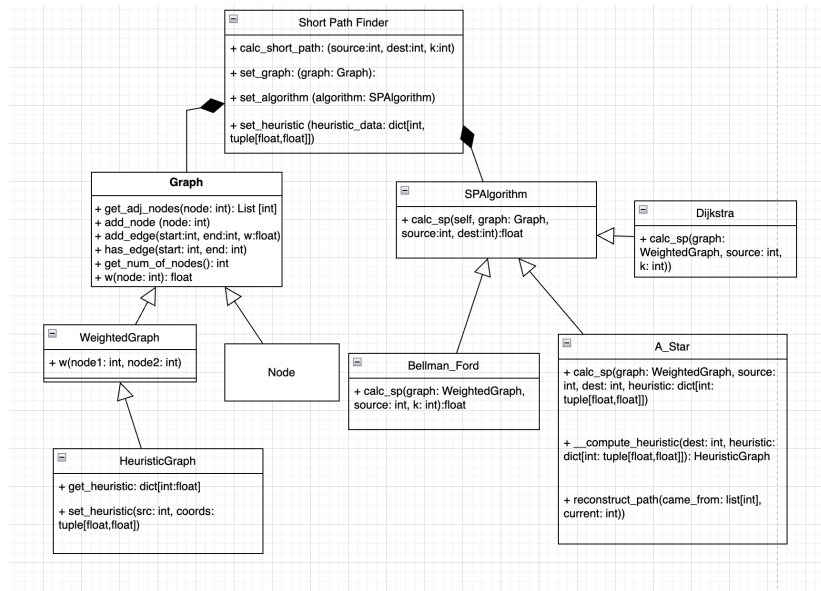 Short Path Finder
+ calc_short_path: (source:int, dest:int, k:int)
+ set_graph: (graph: Graph):
+ set_algorithm (algorithm: SPAlgorithm)
+ set_heuristic (heuristic_data: dict[int,
tuple[float,float]])
Graph
+ get_adj_nodes(node: int): List [int]
+ add_node (node: int)
+ add_edge(start:int, end:int, w:float)
+ has_edge(start: int, end: int)
+ get_num_of_nodes(): int
+ w(node: int): float
SPAlgorithm
+ calc_sp(self, graph: Graph,
source:int, dest:int):float
Dijkstra
+ calc_sp(graph:
WeightedGraph, source: int,
k: int))
WeightedGraph
+ w(node1: int, node2: int)
Node
Bellman_Ford
+ calc_sp(graph: WeightedGraph,
source: int, k: int):float
A_Star
+ calc_sp(graph: WeightedGraph, source:
int, dest: int, heuristic: dict[int:
tuple[float,float]])
+ __compute_heuristic(dest: int, heuristic:
dict[int: tuple[float,float]]): HeuristicGraph
+ reconstruct_path(came_from: list[int],
current: int))
HeuristicGraph
+ get_heuristic: dict[int:float]
+ set_heuristic(src: int, coords:
tuple[float,float])